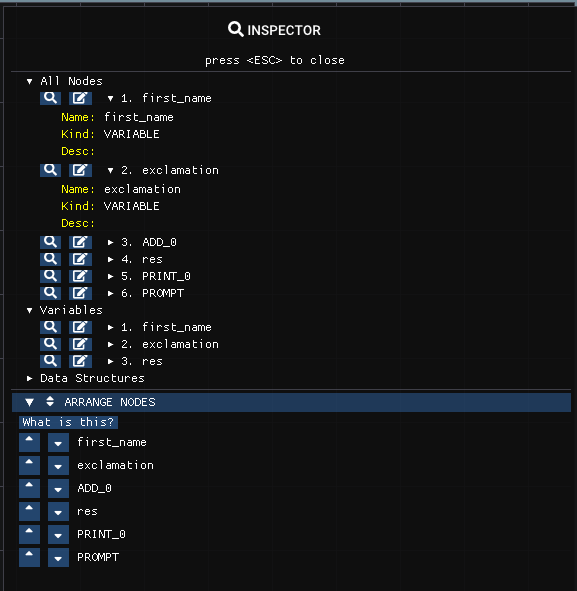 INSPECTOR
press <ESC> to close
All Nodes
1. first_name
Name: first_name
Kind: VARIABLE
Desc:
2. exclamation
Name: exclamation
Kind: VARIABLE
Desc:
3. ADD_0
4. res
5. PRINT_0
6. PROMPT
Variables
1. first_name
2. exclamation
3. res
Data Structures
ARRANGE NODES
What is this?
first_name
exclamation
ADD_0
res
PRINT_0
PROMPT